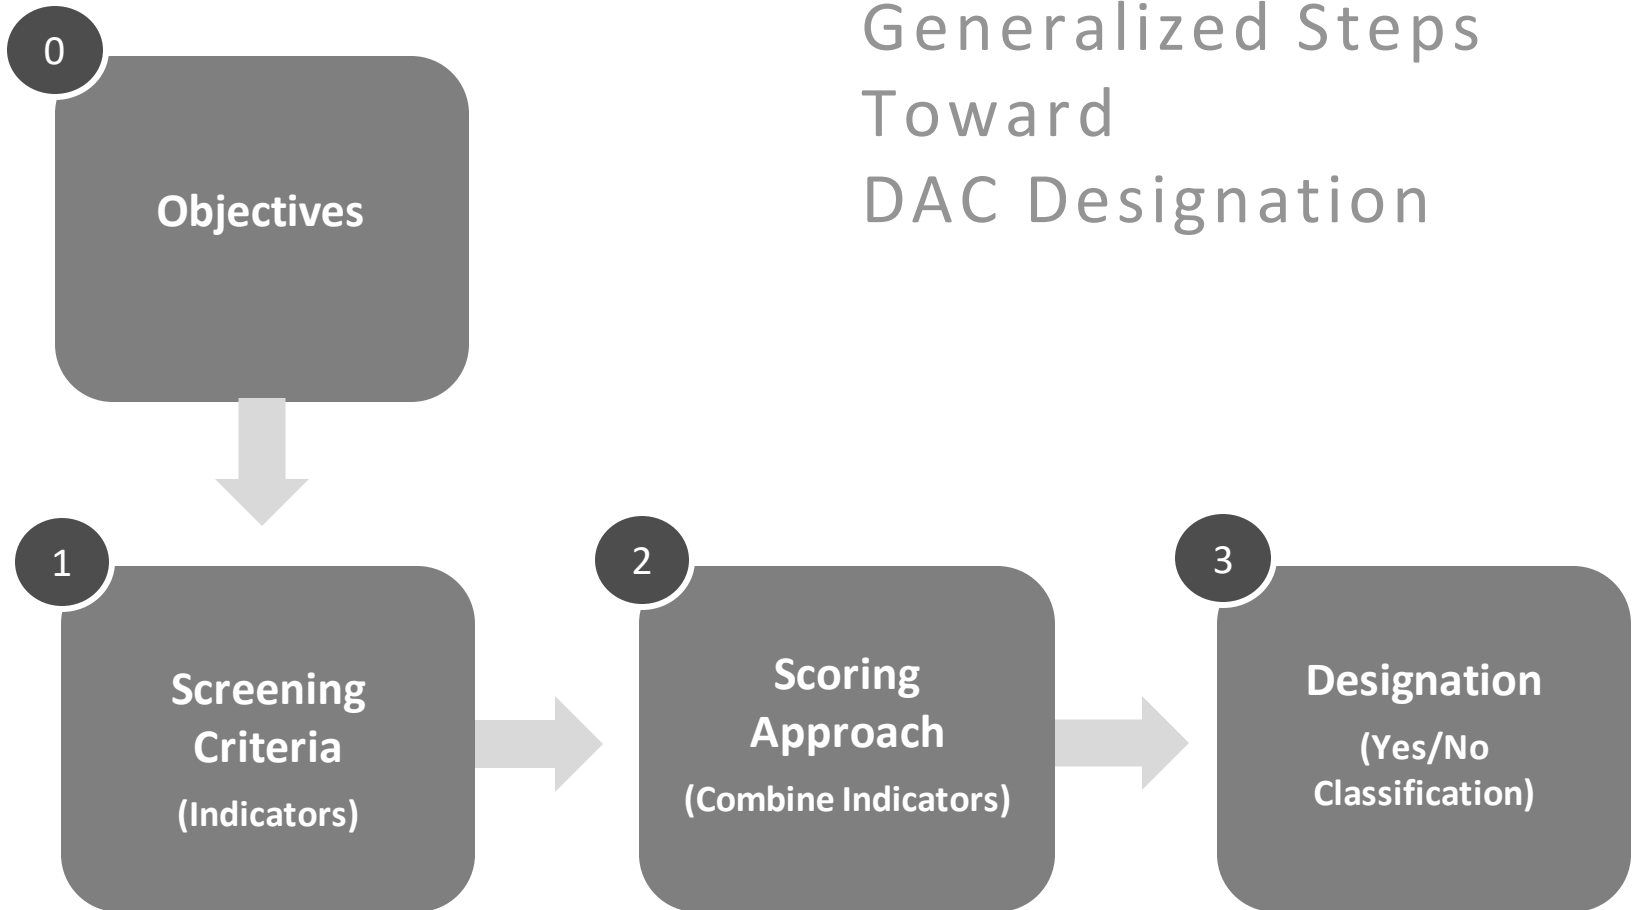 Generalized Steps
Toward
DAC Designation
0
Objectives
1
Screening
Criteria
(Indicators)
2
Scoring
Approach
(Combine Indicators)
3
Designation
(Yes/No
Classification)